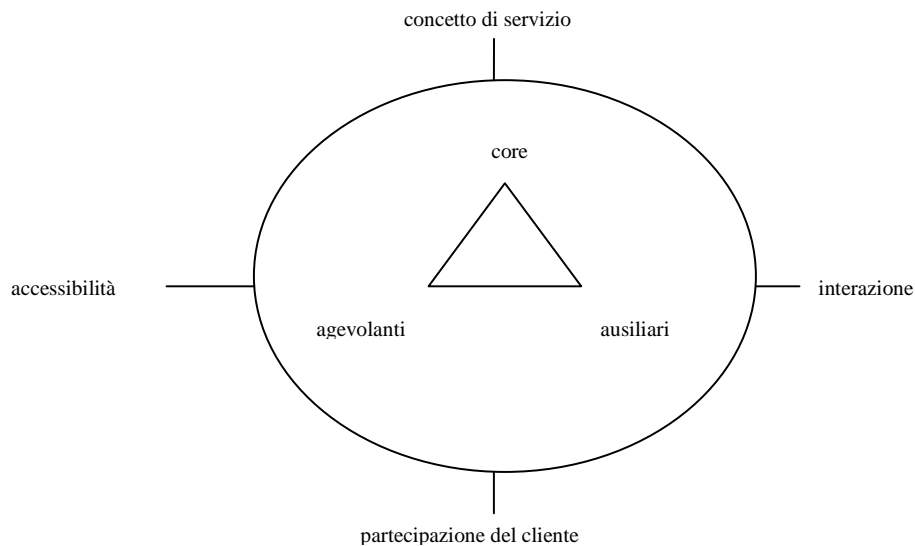 concetto di servizio
core
accessibilità
interazione
agevolanti
ausiliari
partecipazione del cliente